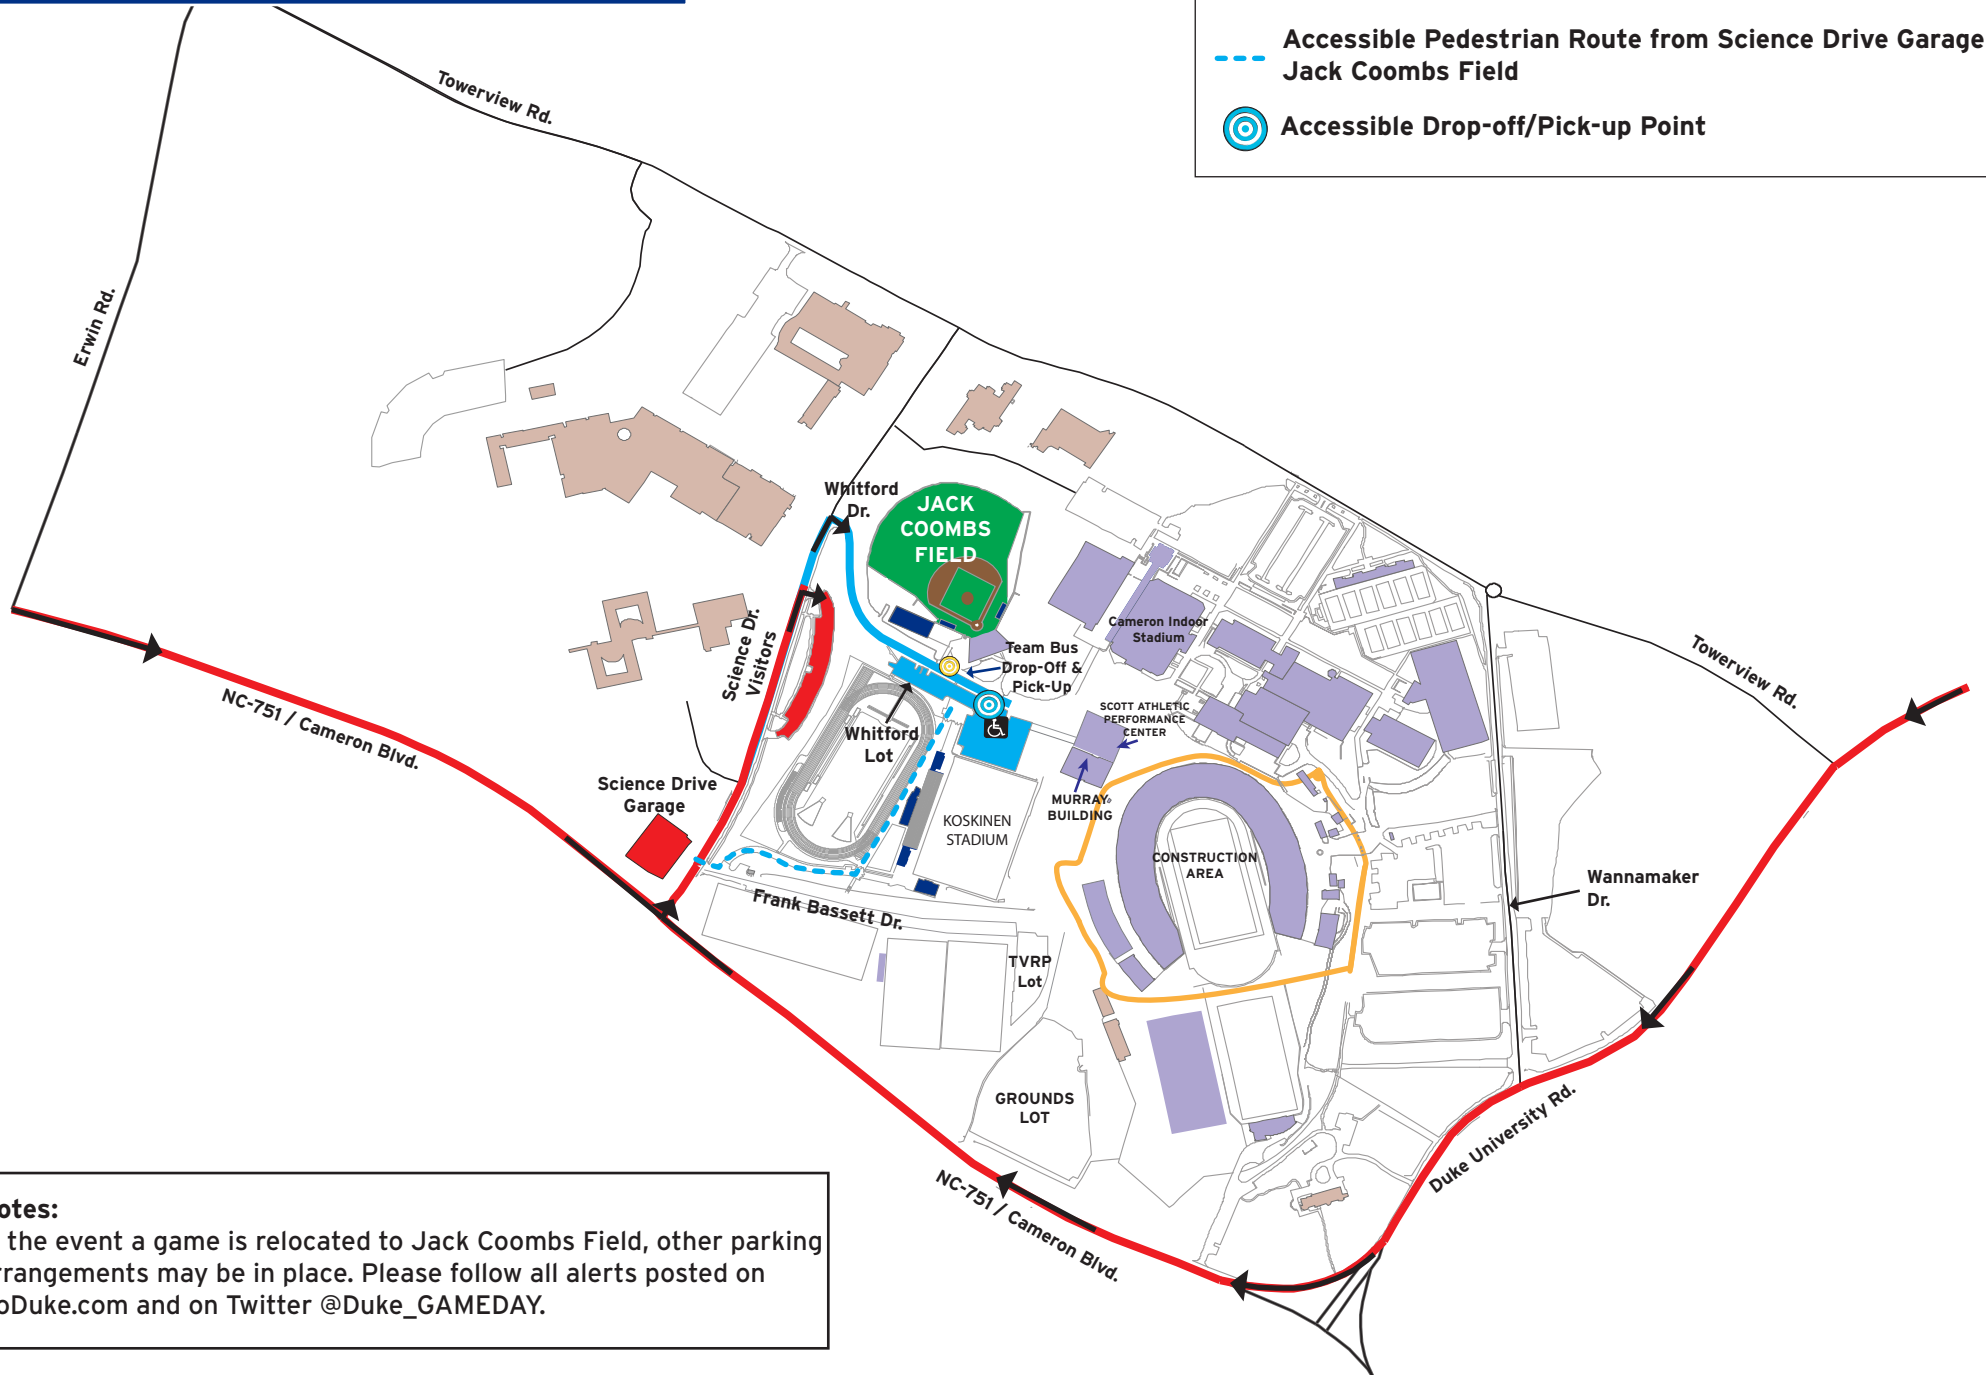 Accessible Pedestrian Route from Science Drive Garage
Jack Coombs Field
Accessible Drop-off/Pick-up Point
Towerview Rd.
Erwin Rd.
Whitford
Dr.
JACK
COOMBS
FIELD
Cameron Indoor
Stadium
Science Dr.
Visitors
Team Bus
Drop-Off &
Pick-Up
Towerview Rd.
NC-751 / Cameron Blvd.
SCOTT ATHLETIC
PERFORMANCE
CENTER
Whitford
Lot
Science Drive
Garage
MURRAY
BUILDING
KOSKINEN
STADIUM
CONSTRUCTION
AREA
Wannamaker
Dr.
Frank Bassett Dr.
TVRP
Lot
GROUNDS
LOT
Duke University Rd.
NC-751 / Cameron Blvd.
otes:
the event a game is relocated to Jack Coombs Field, other parking
rrangements may be in place. Please follow all alerts posted on
oDuke.com and on Twitter @Duke_GAMEDAY.